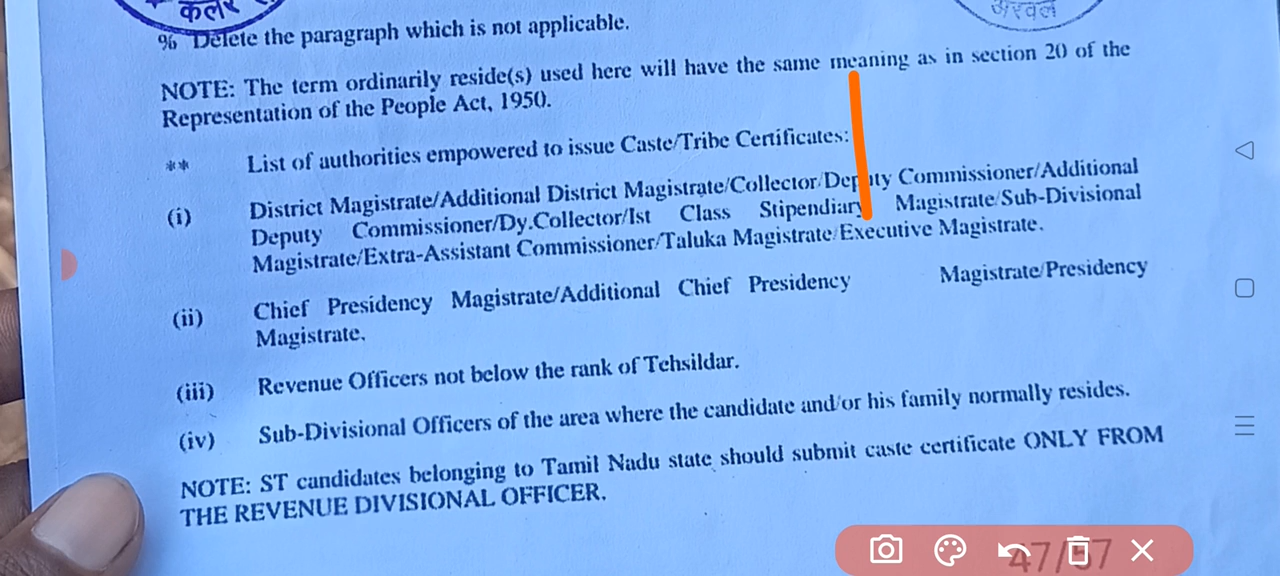 कलेर
% Delete the paragraph which is not applicable.
NOTE: The term ordinarily reside(s) used here will have the same meaning as in section 20 of the
Representation of the People Act, 1950.
** List of authorities empowered to issue Caste/Tribe Certificates:
(i) District Magistrate/Additional District Magistrate/Collector/Deputy Commissioner/Additional
Deputy Commissioner/Dy.Collector/Ist Class Stipendiary Magistrate/Sub-Divisional
Magistrate/Extra-Assistant Commissioner/Taluka Magistrate/Executive Magistrate.
(ii) Chief Presidency Magistrate/Additional Chief Presidency Magistrate/Presidency
Magistrate.
(iii) Revenue Officers not below the rank of Tehsildar.
(iv) Sub-Divisional Officers of the area where the candidate and/or his family normally resides.
NOTE: ST candidates belonging to Tamil Nadu state should submit caste certificate ONLY FROM
THE REVENUE DIVISIONAL OFFICER.
47/57